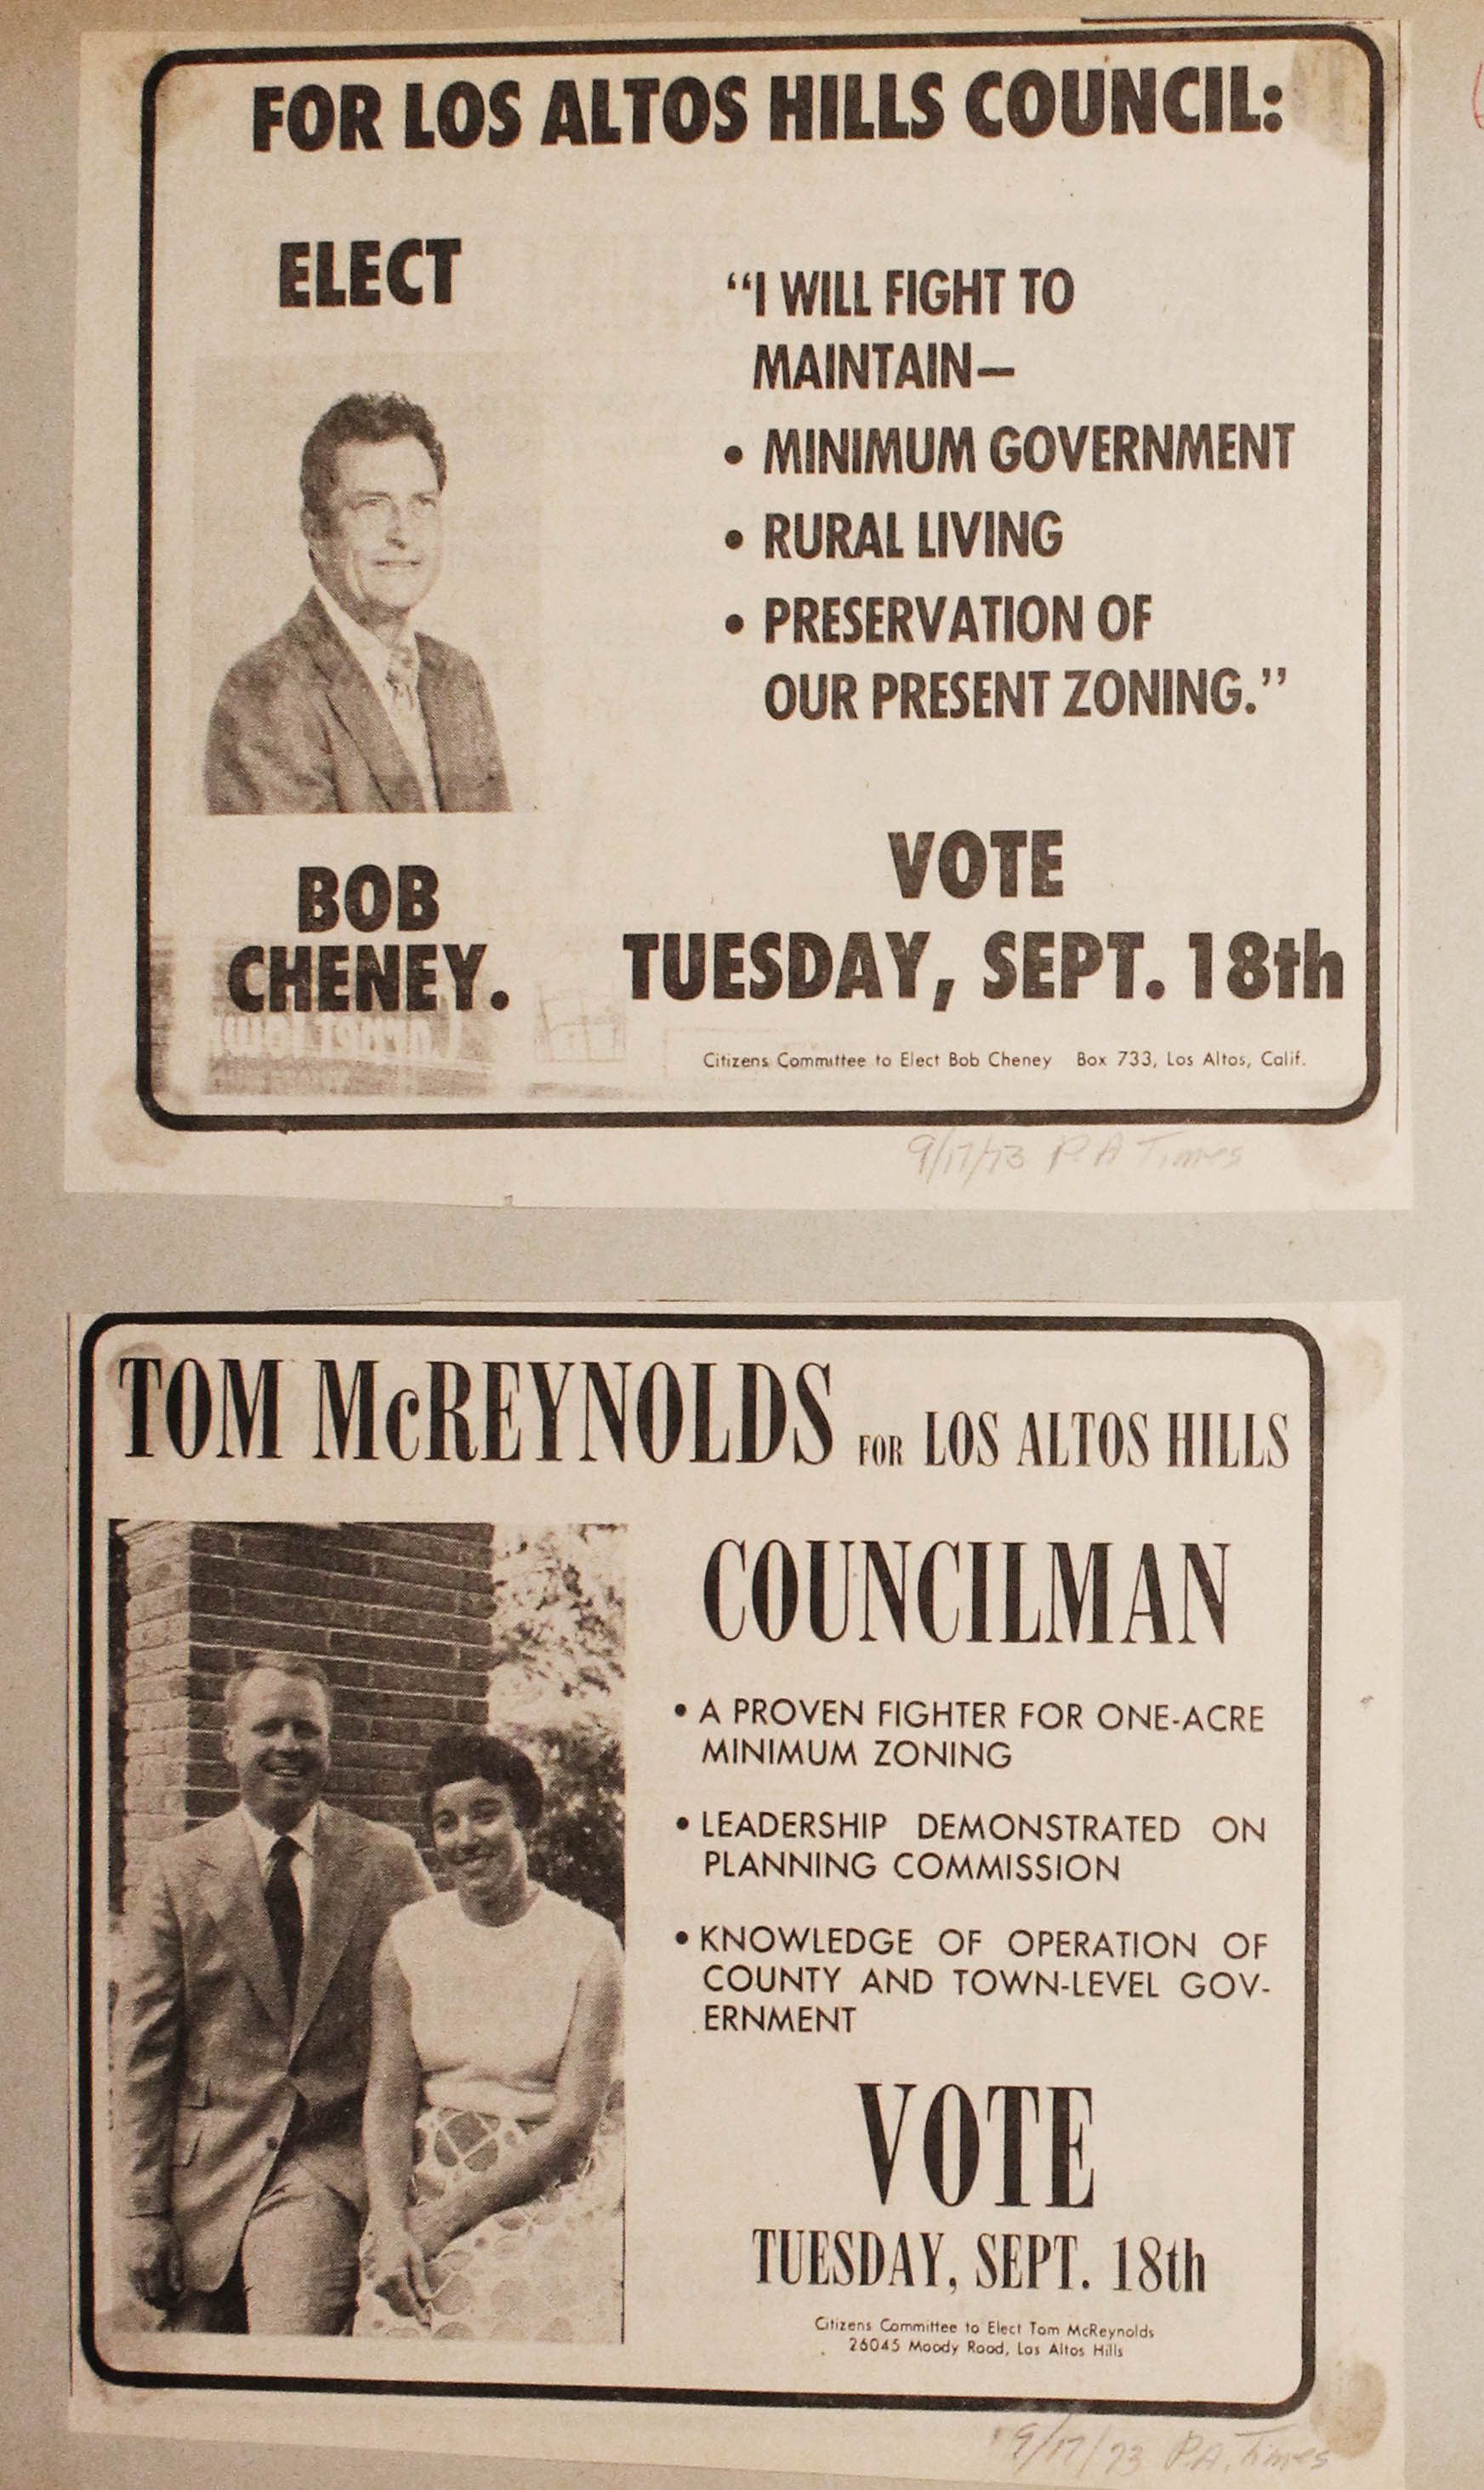 FOR LOS ALTOS HILLS COUNCIL:
ELECT
BOB
CHENEY.
“I WILL FIGHT TO
MAINTAIN—
• MINIMUM GOVERNMENT
• RURAL LIVING
• PRESERVATION OF
OUR PRESENT ZONING.”
VOTE
TUESDAY, SEPT. 18th
Citizens Committee to Elect Bob Cheney Box 733, Los Altos, Calif.
9/17/73 P.A Times
TOM McREYNOLDS FOR LOS ALTOS HILLS
COUNCILMAN
• A PROVEN FIGHTER FOR ONE-ACRE
MINIMUM ZONING
• LEADERSHIP DEMONSTRATED ON
PLANNING COMMISSION
• KNOWLEDGE OF OPERATION OF
COUNTY AND TOWN-LEVEL GOV-
ERNMENT
VOTE
TUESDAY, SEPT. 18th
Citizens Committee to Elect Tom McReynolds
26045 Moody Road, Los Altos Hills
9/17/73 P.A. Times